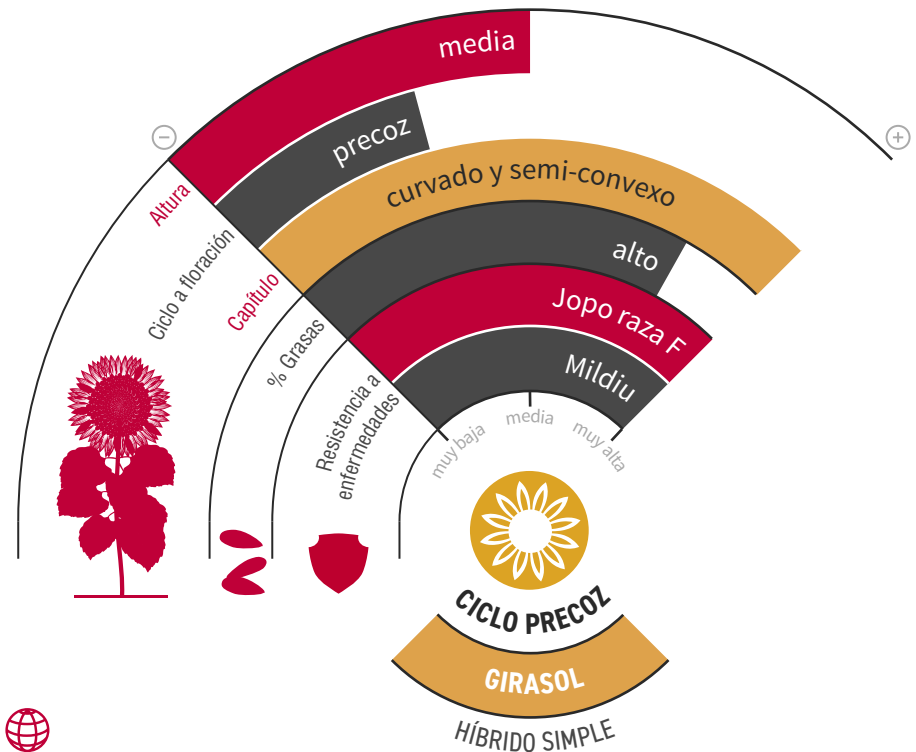 media
precoz
curvado y semi-convexo
alto
Jopo raza F
Mildiu
−
+
Altura
Ciclo a floración
Capítulo
% Grasas
Resistencia a
enfermedades
muy baja
media
muy alta
CICLO PRECOZ
GIRASOL
HÍBRIDO SIMPLE